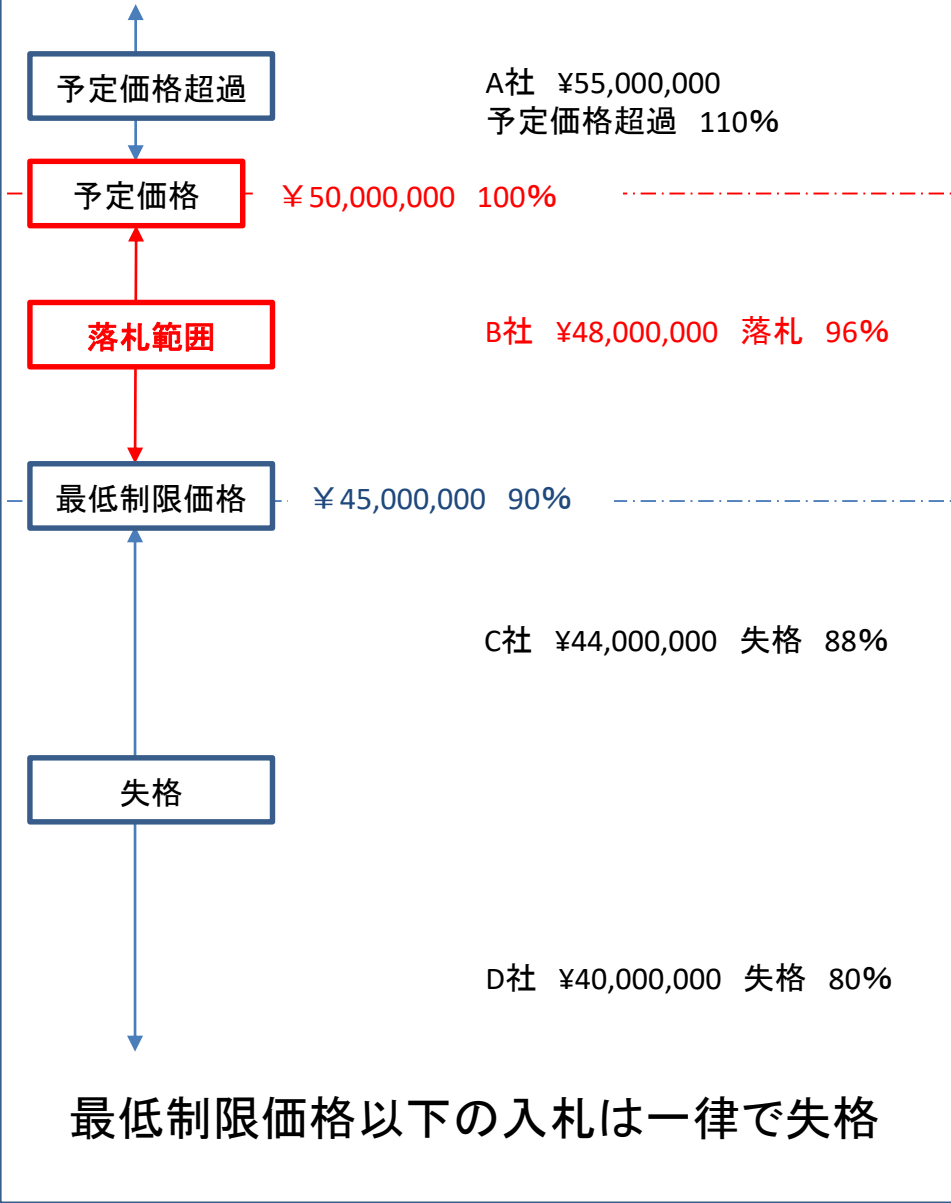 予定価格超過
A社 ¥55,000,000
予定価格超過 110%
予定価格 ￥50,000,000 100%
落札範囲 B社 ¥48,000,000 落札 96%
最低制限価格 ￥45,000,000 90%
C社 ¥44,000,000 失格 88%
失格
D社 ¥40,000,000 失格 80%
最低制限価格以下の入札は一律で失格